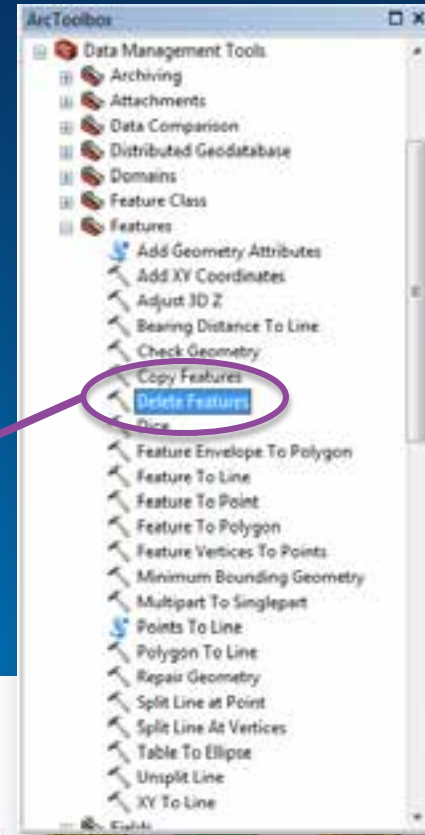 ArcToolbox
Data Management Tools
Archiving
Attachments
Data Comparison
Distributed Geodatabase
Domains
Feature Class
Features
Add Geometry Attributes
Add XY Coordinates
Adjust 3D Z
Bearing Distance To Line
Check Geometry
Copy Features
Delete Features
Dice
Feature Envelope To Polygon
Feature To Line
Feature To Point
Feature To Polygon
Feature Vertices To Points
Minimum Bounding Geometry
Multipart To Singlepart
Points To Line
Polygon To Line
Repair Geometry
Split Line at Point
Split Line At Vertices
Table To Ellipse
Unsplit Line
XY To Line
Fields